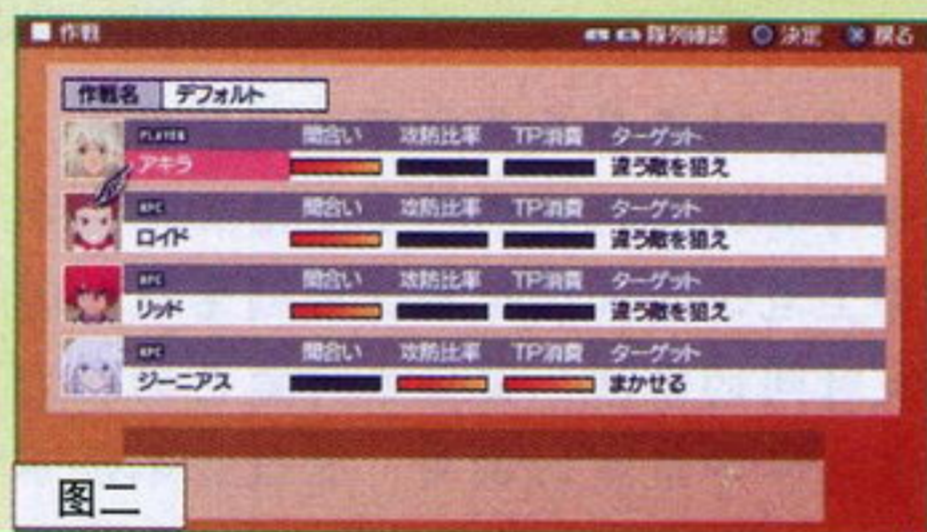 作戦 隊列確認 決定 戻る
作戦名 デフォルト
PLAYER 間合い 攻防比率 TP消費 ターゲット
アキラ 違う敵を狙え
NPC 間合い 攻防比率 TP消費 ターゲット
ロイド 違う敵を狙え
NPC 間合い 攻防比率 TP消費 ターゲット
リッド 違う敵を狙え
NPC 間合い 攻防比率 TP消費 ターゲット
ジーニアス まかせる
图二